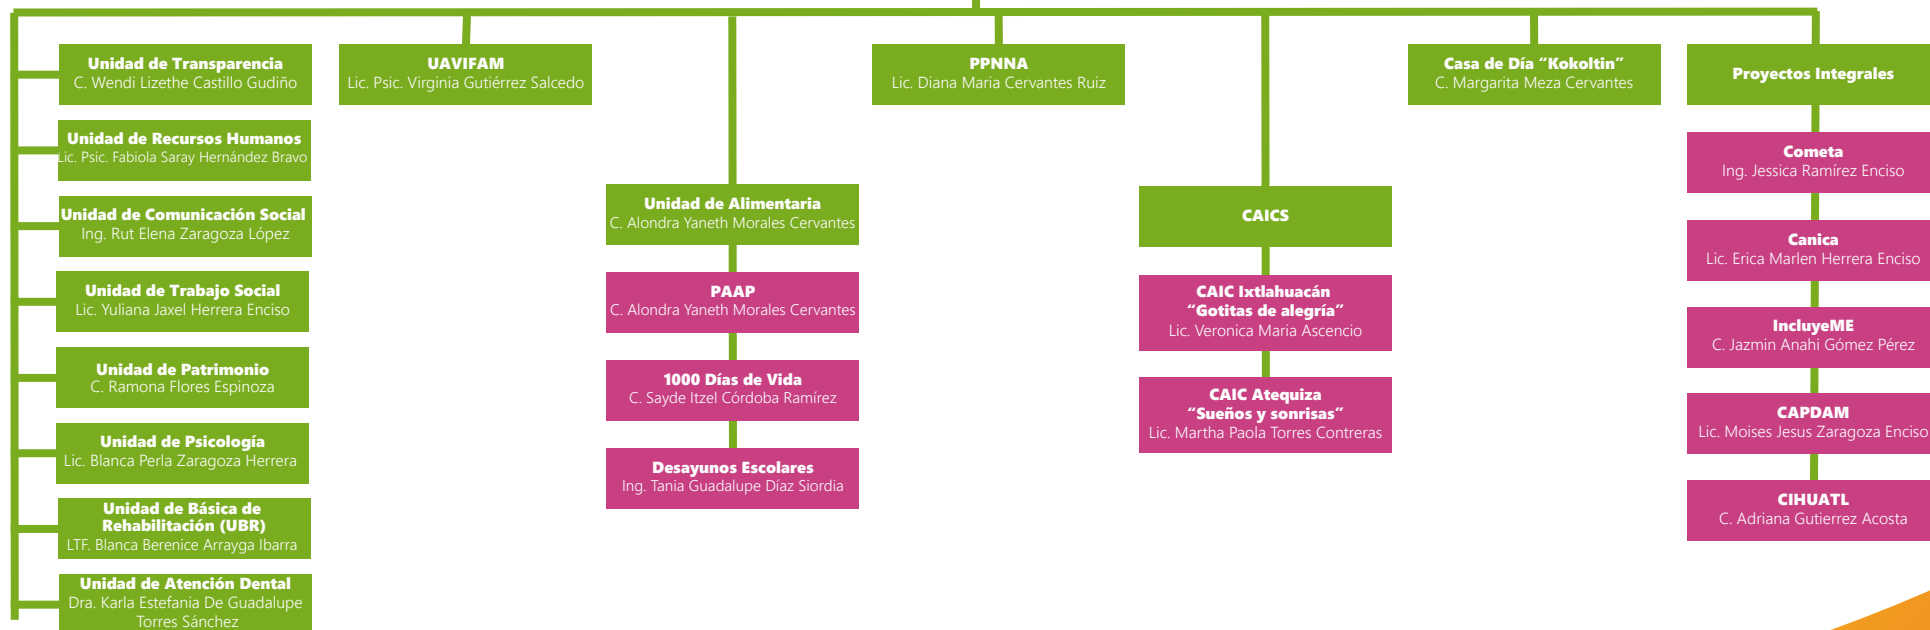 Unidad de Transparencia
C. Wendi Lizethe Castillo Gudiño
Unidad de Recursos Humanos
Lic. Psic. Fabiola Saray Hernández Bravo
Unidad de Comunicación Social
Ing. Rut Elena Zaragoza López
Unidad de Trabajo Social
Lic. Yuliana Jaxel Herrera Enciso
Unidad de Patrimonio
C. Ramona Flores Espinoza
Unidad de Psicología
Lic. Blanca Perla Zaragoza Herrera
Unidad de Básica de
Rehabilitación (UBR)
LTF. Blanca Berenice Arrayga Ibarra
Unidad de Atención Dental
Dra. Karla Estefania De Guadalupe
Torres Sánchez
UAVIFAM
Lic. Psic. Virginia Gutiérrez Salcedo
Unidad de Alimentaria
C. Alondra Yaneth Morales Cervantes
PAAP
C. Alondra Yaneth Morales Cervantes
1000 Días de Vida
C. Sayde Itzel Córdoba Ramírez
Desayunos Escolares
Ing. Tania Guadalupe Díaz Siordia
PPNNA
Lic. Diana Maria Cervantes Ruiz
CAICS
CAIC Ixtlahuacán
“Gotitas de alegría”
Lic. Veronica Maria Ascencio
CAIC Atequiza
“Sueños y sonrisas”
Lic. Martha Paola Torres Contreras
Casa de Día “Kokoltin”
C. Margarita Meza Cervantes
Proyectos Integrales
Cometa
Ing. Jessica Ramírez Enciso
Canica
Lic. Erica Marlen Herrera Enciso
IncluyeME
C. Jazmin Anahi Gómez Pérez
CAPDAM
Lic. Moises Jesus Zaragoza Enciso
CIHUATL
C. Adriana Gutierrez Acosta